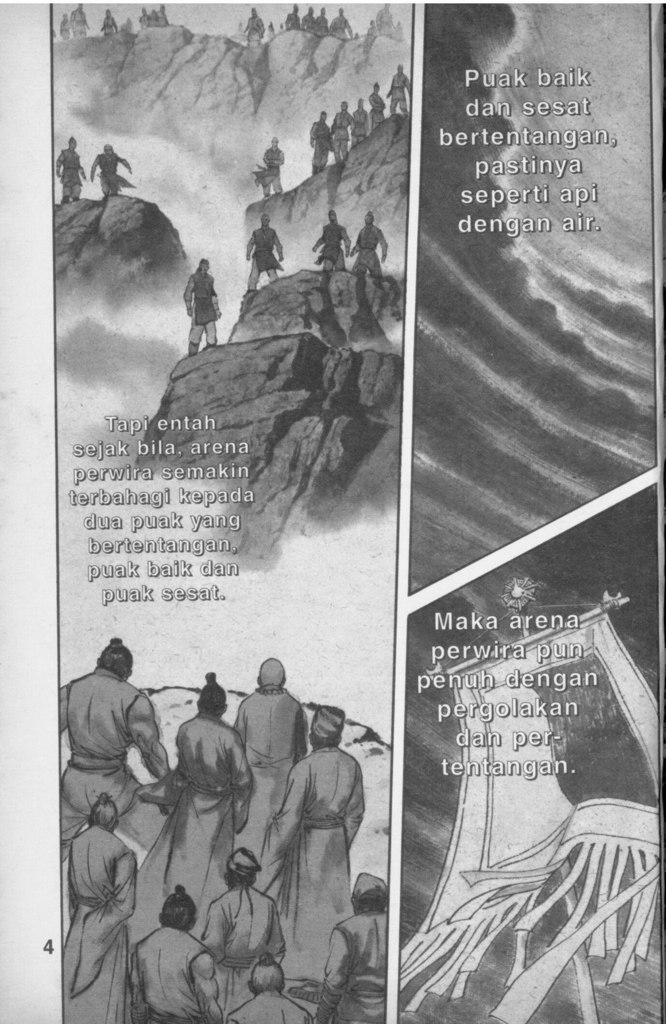 Tapi entah
sejak bila, arena
perwira semakin
terbahagi kepada
dua puak yang
bertentangan,
puak baik dan
puak sesat.
Puak baik
dan sesat
bertentangan,
pastinya
seperti api
dengan air.
Maka arena
perwira pun
penuh dengan
pergolakan
dan per-
tentangan.
4